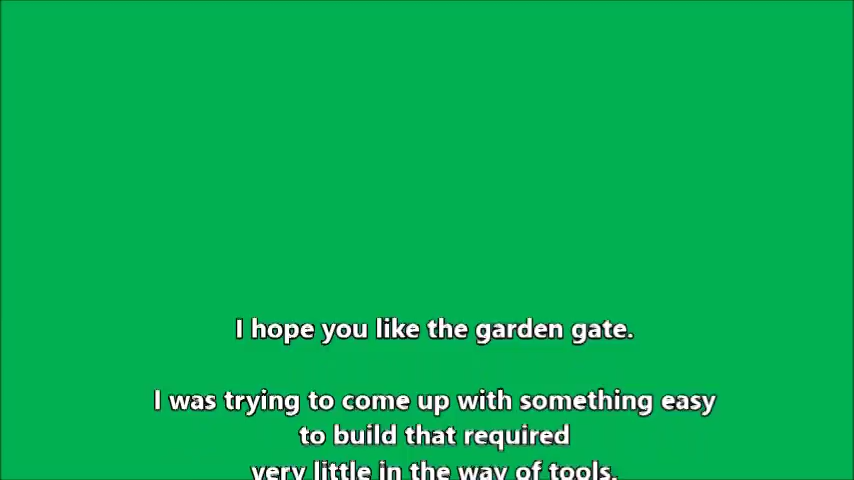 I hope you like the garden gate.
I was trying to come up with something easy
to build that required
very little in the way of tools.